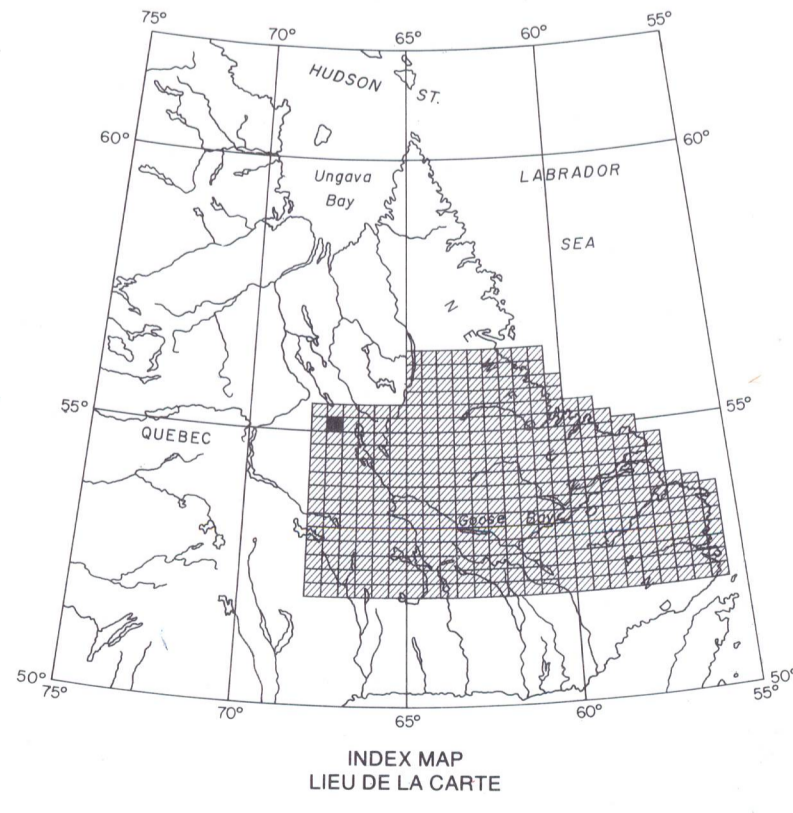 75°
70°
65°
60°
55°
HUDSON
ST.
60°
60°
Ungava
Bay
LABRADOR
SEA
N
55°
55°
QUEBEC
Goose Bay
50°
75°
70°
65°
60°
55°
50°
INDEX MAP
LIEU DE LA CARTE